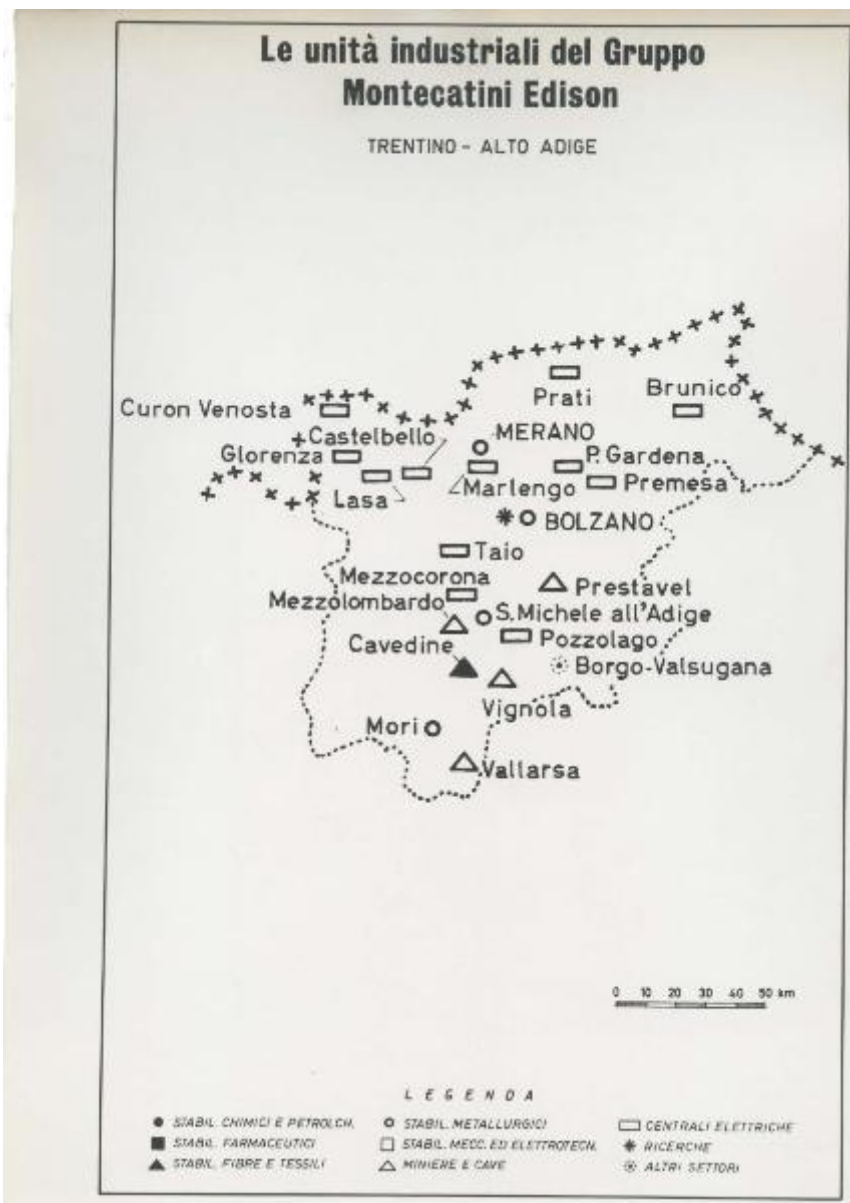 Le unità industriali del Gruppo
Montecatini Edison
TRENTINO - ALTO ADIGE
Prati
Brunico
Curon Venosta
Castelbello
MERANO
Glorenza
P. Gardena
Lasa
Marlengo
Premesa
BOLZANO
Taio
Mezzocorona
Prestavel
Mezzolombardo
S. Michele all'Adige
Pozzolago
Cavedine
Borgo-Valsugana
Vignola
Mori
Vallarsa
0 10 20 30 40 50 km
LEGENDA
STABIL. CHIMICI E PETROLCH.
STABIL. METALLURGICI
CENTRALI ELETTRICHE
STABIL. FARMACEUTICI
STABIL. MECC. ED ELETTROTECN.
RICERCHE
STABIL. FIBRE E TESSILI
MINIERE E CAVE
ALTRI SETTORI